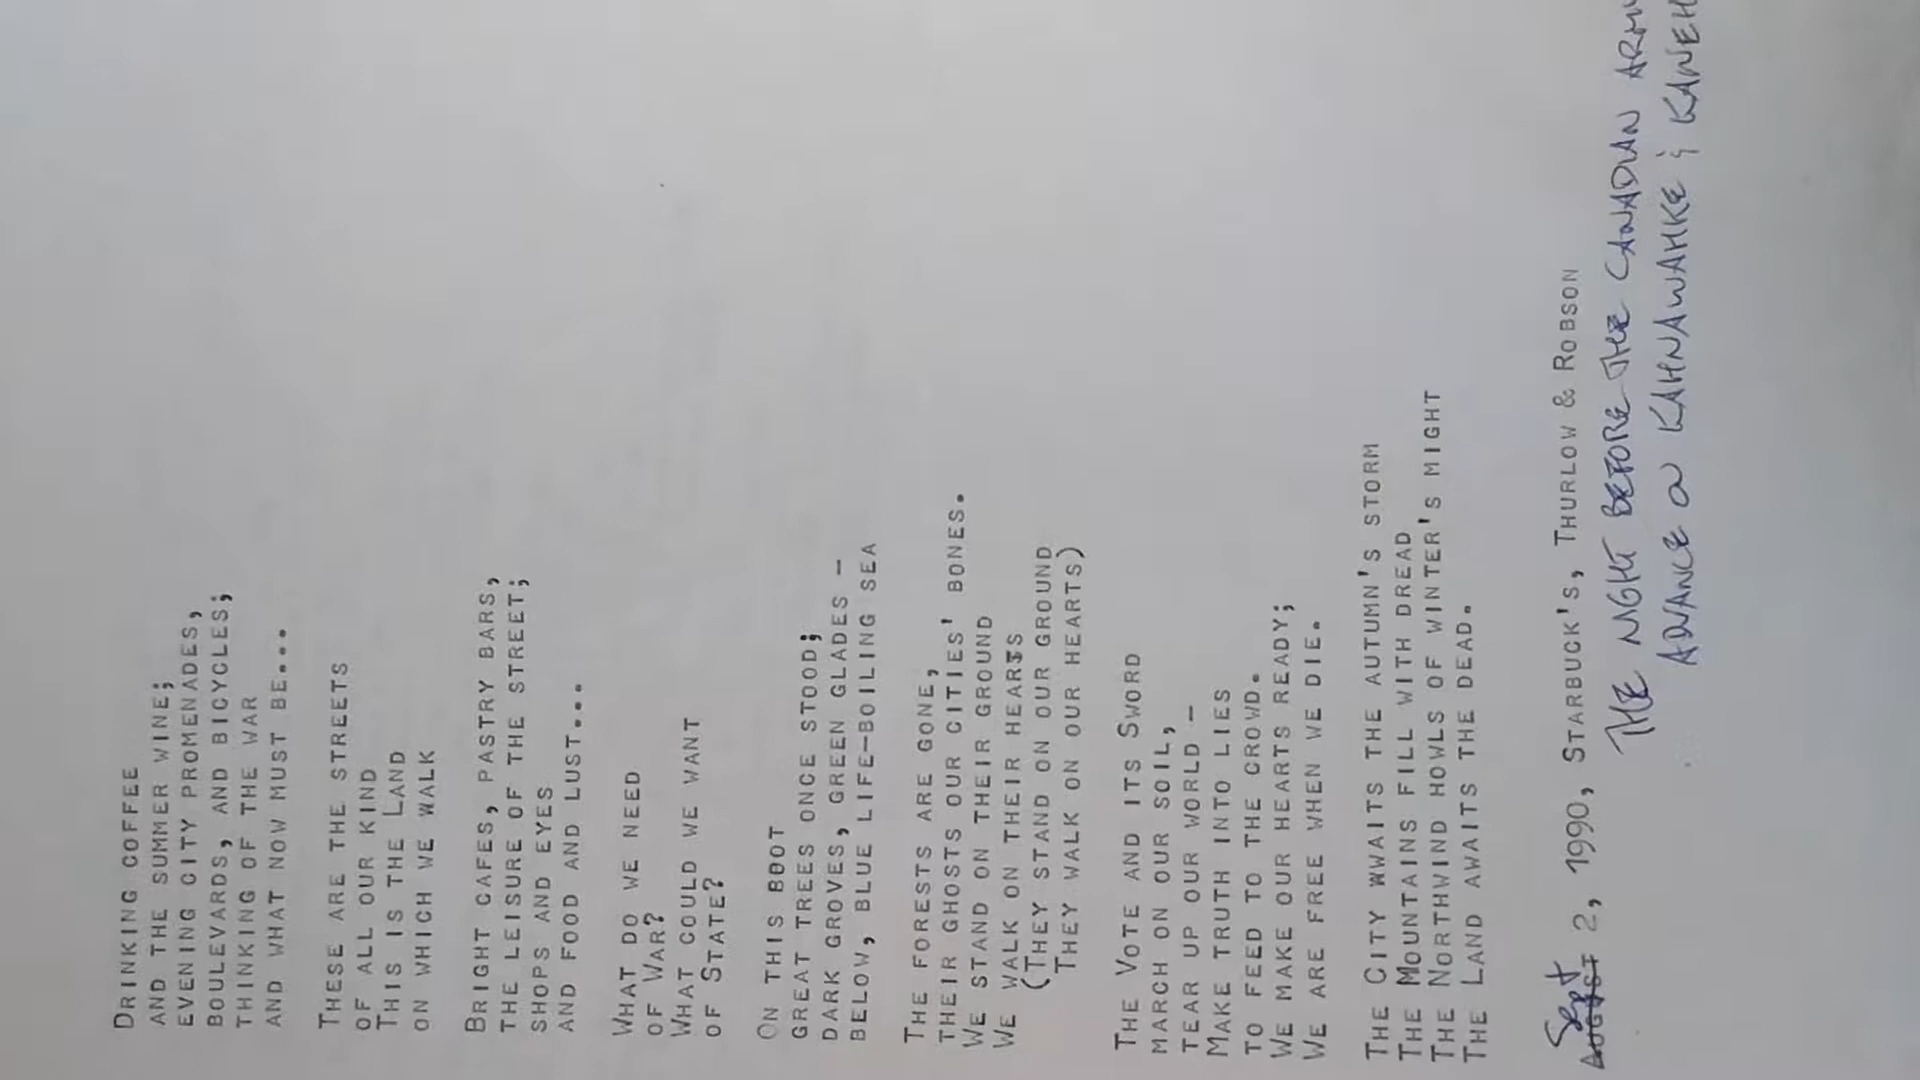 Drinking coffee
and the summer wine;
evening city promenades,
boulevards, and bicycles;
thinking of the war
and what now must be...
These are the streets
of all our kind
This is the Land
on which we walk
Bright cafes, pastry bars,
the leisure of the street;
shops and eyes
and food and lust...
What do we need
of War?
What could we want
of State?
On this boot
great trees once stood;
dark groves, green glades –
below, blue life-boiling sea
The forests are gone,
their ghosts our cities' bones.
We stand on their ground
We walk on their hearts
(They stand on our ground
They walk on our hearts)
The Vote and its Sword
march on our soil,
tear up our world –
Make truth into lies
to feed to the crowd.
We make our hearts ready;
We are free when we die.
The City awaits the autumn's storm
The Mountains fill with dread
The Northwind howls of winter's might
The Land awaits the dead.
Sept
August 2, 1990, Starbuck's, Thurlow & Robson
THE NIGHT BEFORE THE CANADIAN
ADVANCE ON KAHNAWAHKE &